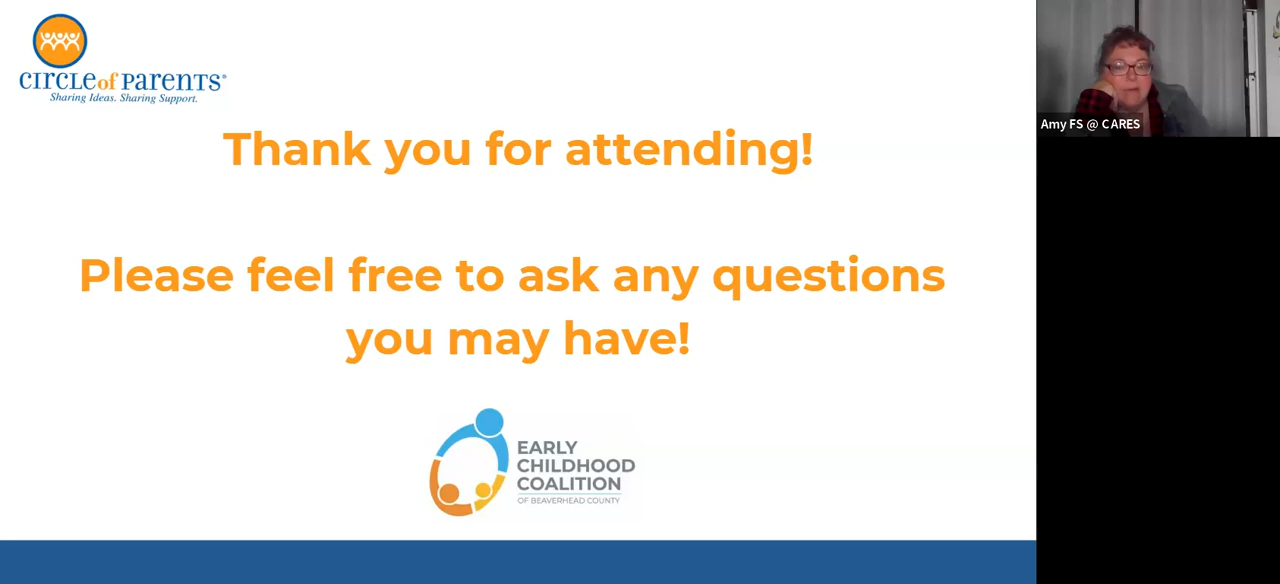 CIRCLE of PARENTS®
Sharing Ideas. Sharing Support.
Thank you for attending!
Please feel free to ask any questions
you may have!
EARLY
CHILDHOOD
COALITION
OF BEAVERHEAD COUNTY
Amy FS @ CARES